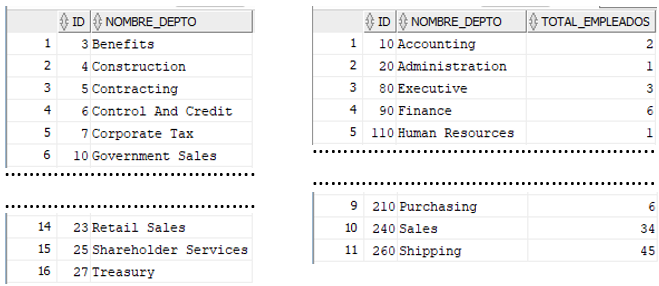 ID NOMBRE_DEPTO
1 3 Benefits
2 4 Construction
3 5 Contracting
4 6 Control And Credit
5 7 Corporate Tax
6 10 Government Sales
14 23 Retail Sales
15 25 Shareholder Services
16 27 Treasury
ID NOMBRE_DEPTO TOTAL_EMPLEADOS
1 10 Accounting 2
2 20 Administration 1
3 80 Executive 3
4 90 Finance 6
5 110 Human Resources 1
9 210 Purchasing 6
10 240 Sales 34
11 260 Shipping 45